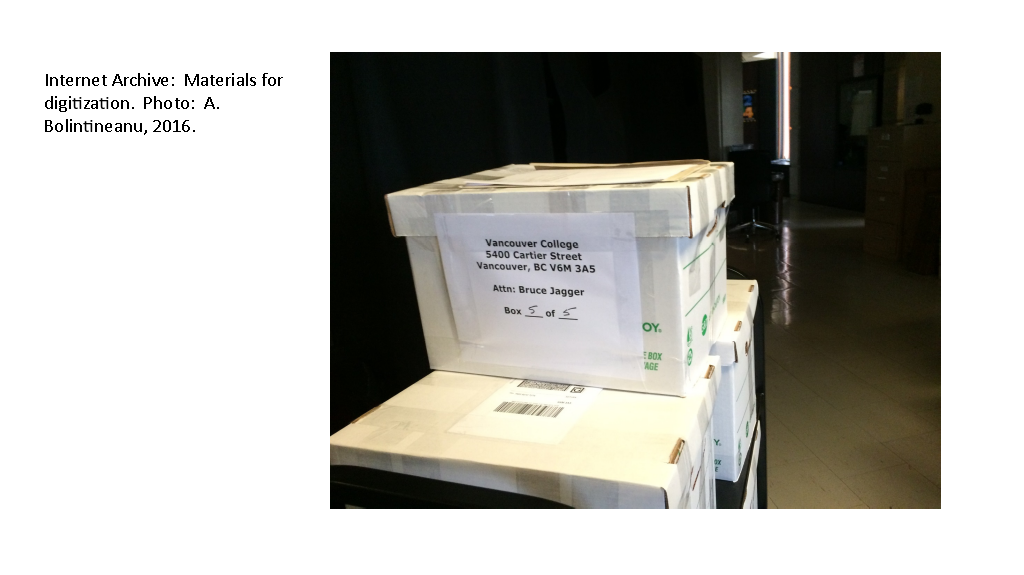 Internet Archive: Materials for
digitization. Photo: A.
Bolintineanu, 2016.
Vancouver College
5400 Cartier Street
Vancouver, BC V6M 3A5
Attn: Bruce Jagger
Box 5 of 5
OY®
E BOX
AGE
Y.
OX
E